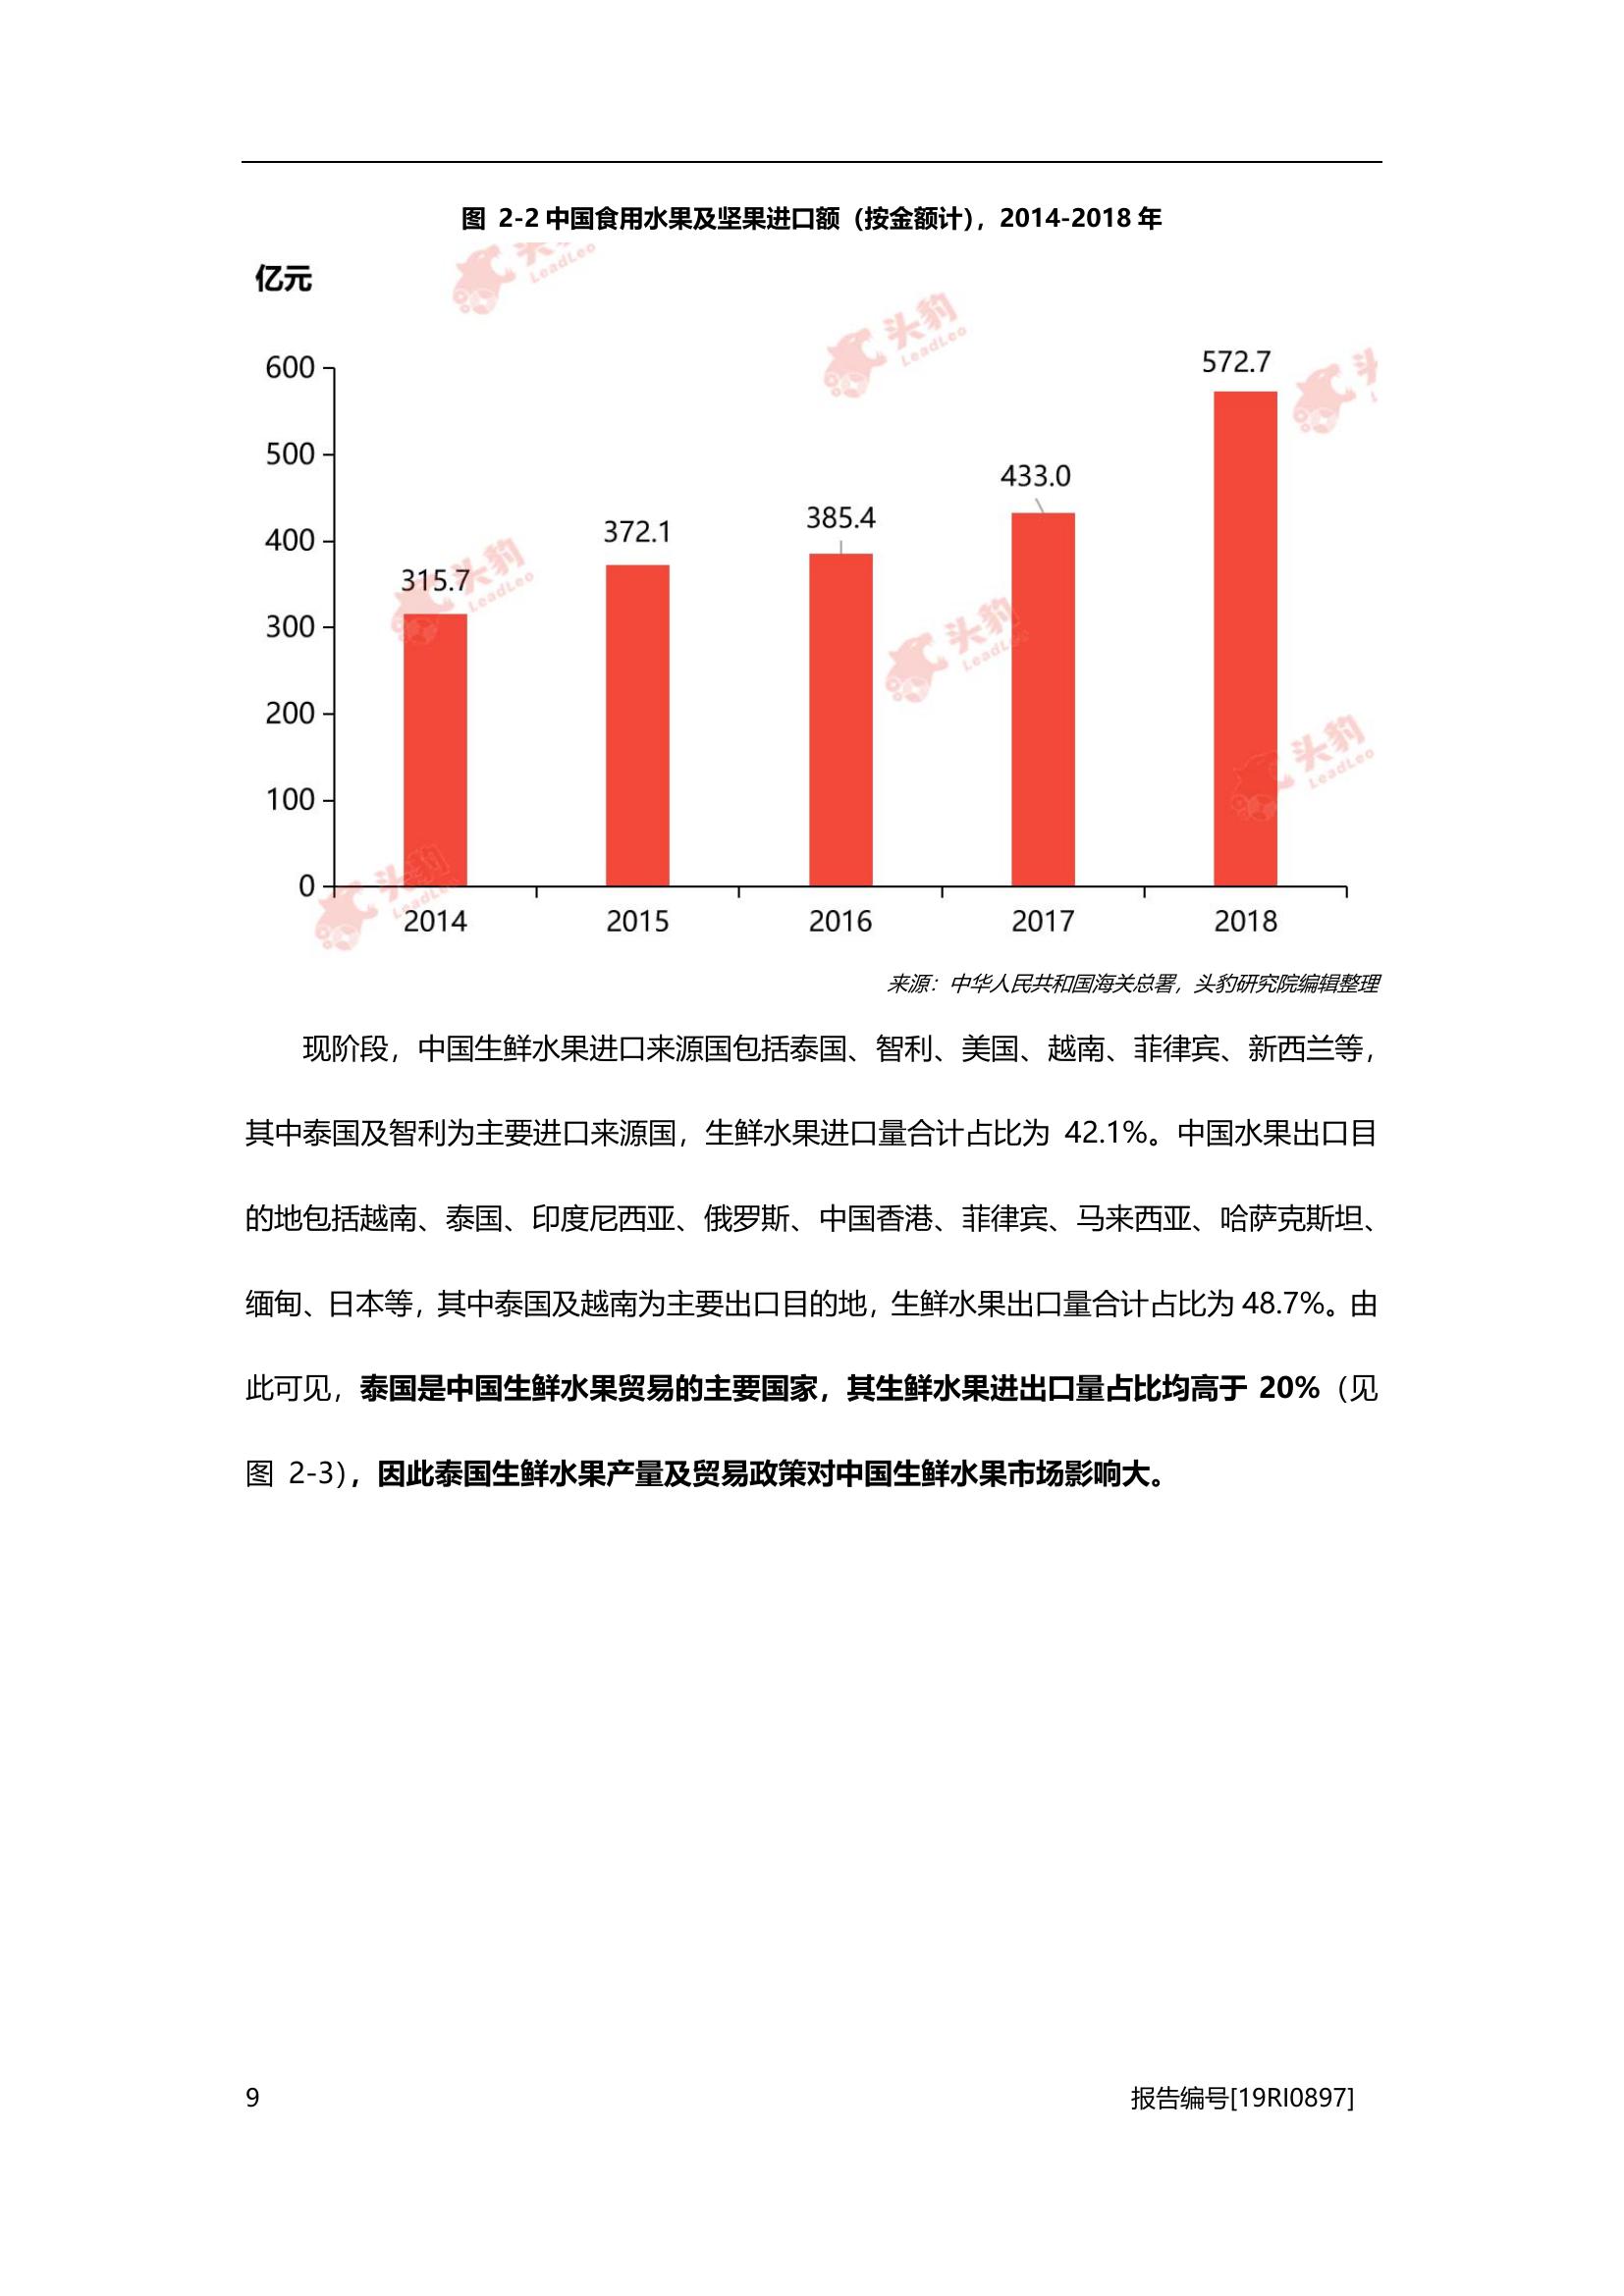 图 2-2 中国食用水果及坚果进口额（按金额计），2014-2018 年
亿元
头豹
LeadLeo
600
500
400
300
200
100
0
315.7
372.1
385.4
433.0
572.7
2014
2015
2016
2017
2018
来源：中华人民共和国海关总署，头豹研究院编辑整理
现阶段，中国生鲜水果进口来源国包括泰国、智利、美国、越南、菲律宾、新西兰等，
其中泰国及智利为主要进口来源国，生鲜水果进口量合计占比为 42.1%。中国水果出口目
的地包括越南、泰国、印度尼西亚、俄罗斯、中国香港、菲律宾、马来西亚、哈萨克斯坦、
缅甸、日本等，其中泰国及越南为主要出口目的地，生鲜水果出口量合计占比为 48.7%。由
此可见，泰国是中国生鲜水果贸易的主要国家，其生鲜水果进出口量占比均高于 20%（见
图 2-3），因此泰国生鲜水果产量及贸易政策对中国生鲜水果市场影响大。
9
报告编号[19RI0897]